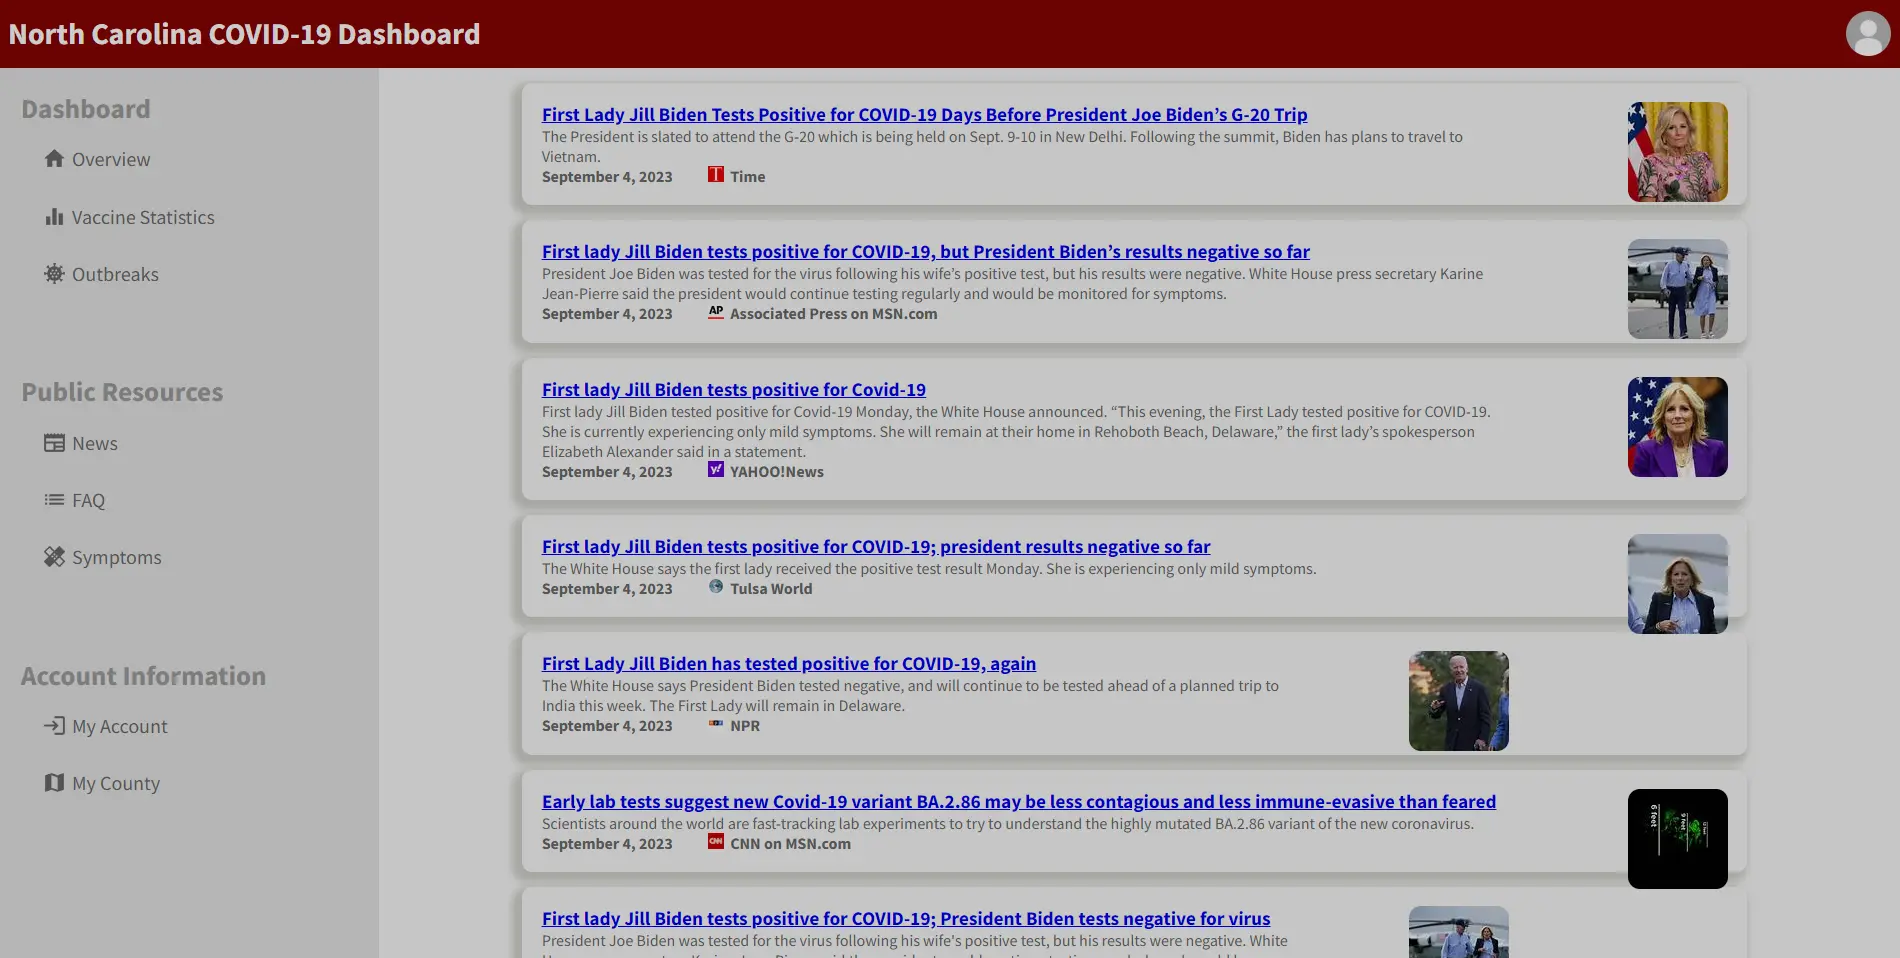 North Carolina COVID-19 Dashboard
Dashboard
Overview
Vaccine Statistics
Outbreaks
Public Resources
News
FAQ
Symptoms
Account Information
My Account
My County
First Lady Jill Biden Tests Positive for COVID-19 Days Before President Joe Biden’s G-20 Trip
The President is slated to attend the G-20 which is being held on Sept. 9-10 in New Delhi. Following the summit, Biden has plans to travel to
Vietnam.
September 4, 2023 T Time
First lady Jill Biden tests positive for COVID-19, but President Biden’s results negative so far
President Joe Biden was tested for the virus following his wife’s positive test, but his results were negative. White House press secretary Karine
Jean-Pierre said the president would continue testing regularly and would be monitored for symptoms.
September 4, 2023 AP Associated Press on MSN.com
First lady Jill Biden tests positive for Covid-19
First lady Jill Biden tested positive for Covid-19 Monday, the White House announced. “This evening, the First Lady tested positive for COVID-19.
She is currently experiencing only mild symptoms. She will remain at their home in Rehoboth Beach, Delaware,” the first lady’s spokesperson
Elizabeth Alexander said in a statement.
September 4, 2023 y! YAHOO!News
First lady Jill Biden tests positive for COVID-19; president results negative so far
The White House says the first lady received the positive test result Monday. She is experiencing only mild symptoms.
September 4, 2023 Tulsa World
First Lady Jill Biden has tested positive for COVID-19, again
The White House says President Biden tested negative, and will continue to be tested ahead of a planned trip to
India this week. The First Lady will remain in Delaware.
September 4, 2023 NPR
Early lab tests suggest new Covid-19 variant BA.2.86 may be less contagious and less immune-evasive than feared
Scientists around the world are fast-tracking lab experiments to try to understand the highly mutated BA.2.86 variant of the new coronavirus.
September 4, 2023 CNN CNN on MSN.com
6 feet
9 feet
First lady Jill Biden tests positive for COVID-19; President Biden tests negative for virus
President Joe Biden was tested for the virus following his wife's positive test, but his results were negative. White